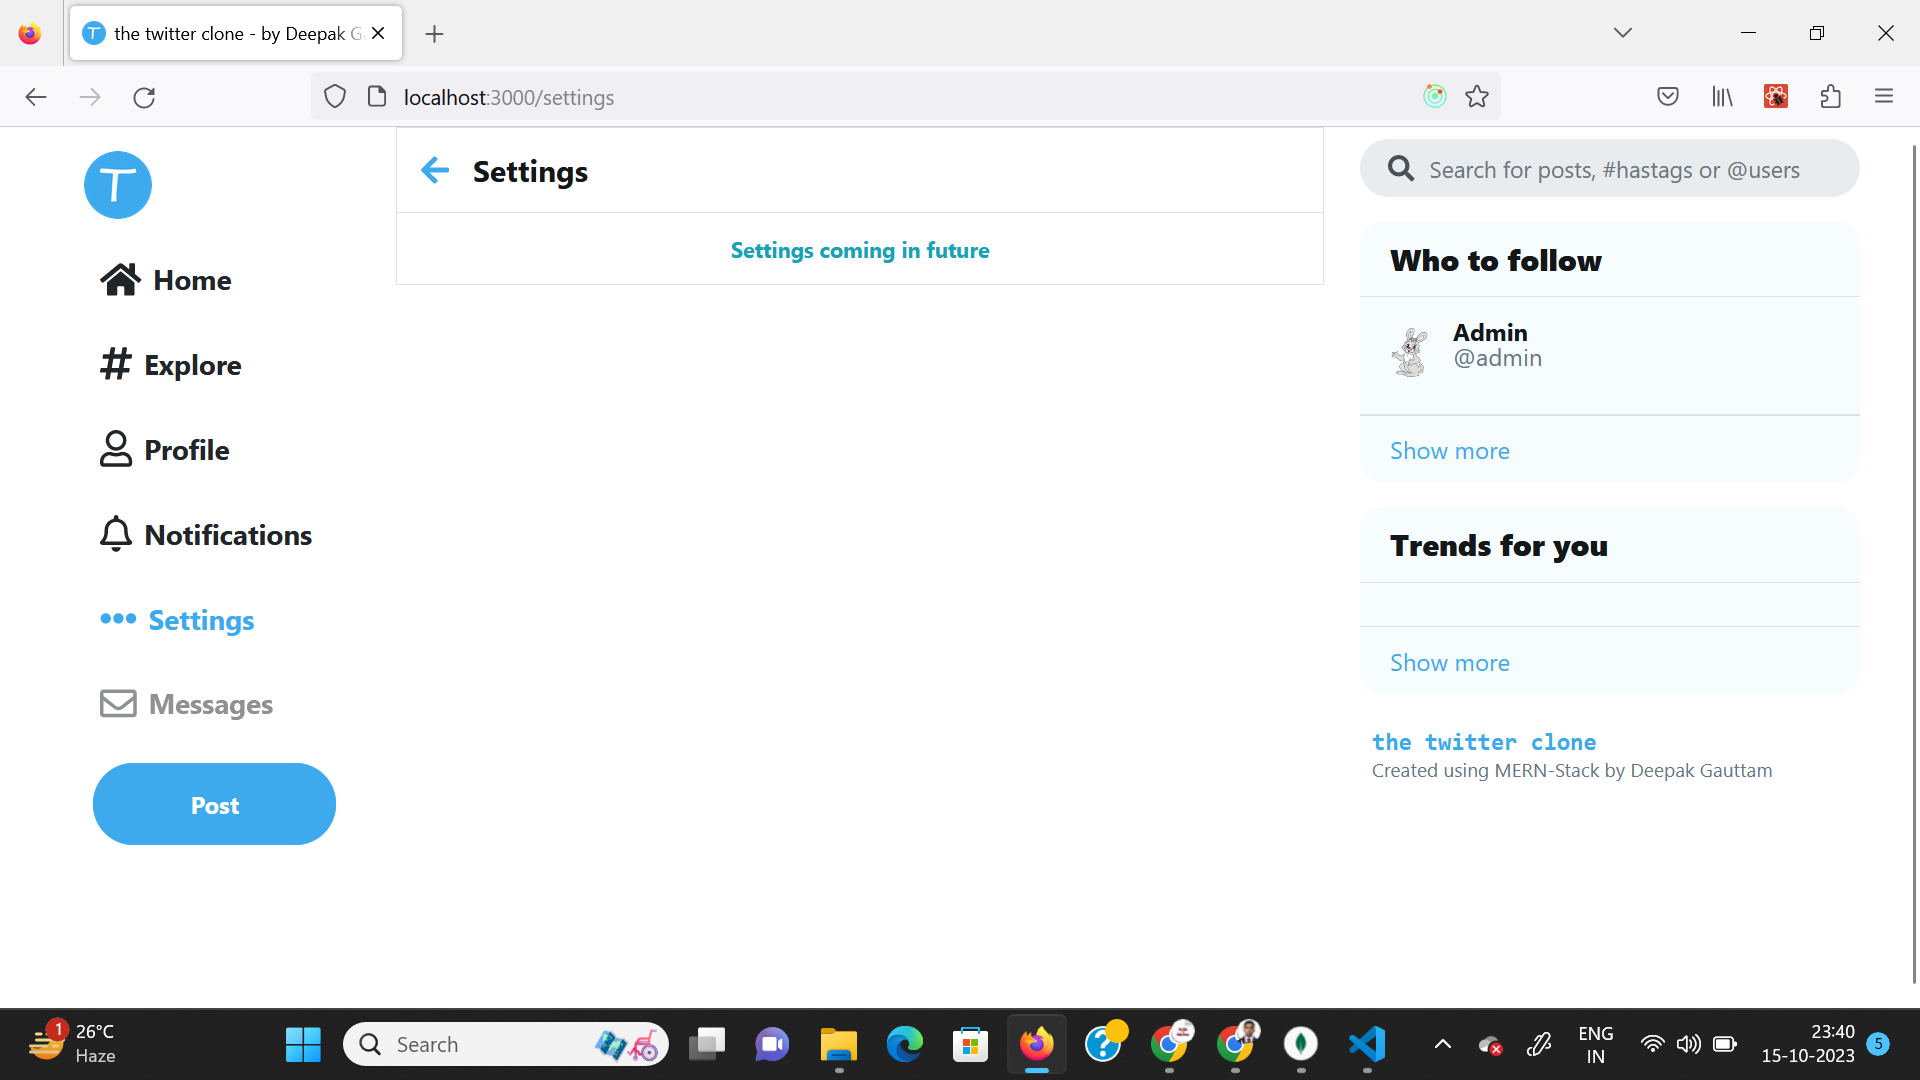 the twitter clone - by Deepak G
localhost:3000/settings
T
Home
Explore
Profile
Notifications
Settings
Messages
Post
Settings
Settings coming in future
Search for posts, #hastags or @users
Who to follow
Admin
@admin
Show more
Trends for you
Show more
the twitter clone
Created using MERN-Stack by Deepak Gauttam
1
26°C
Haze
Search
ENG
IN
23:40
15-10-2023
5